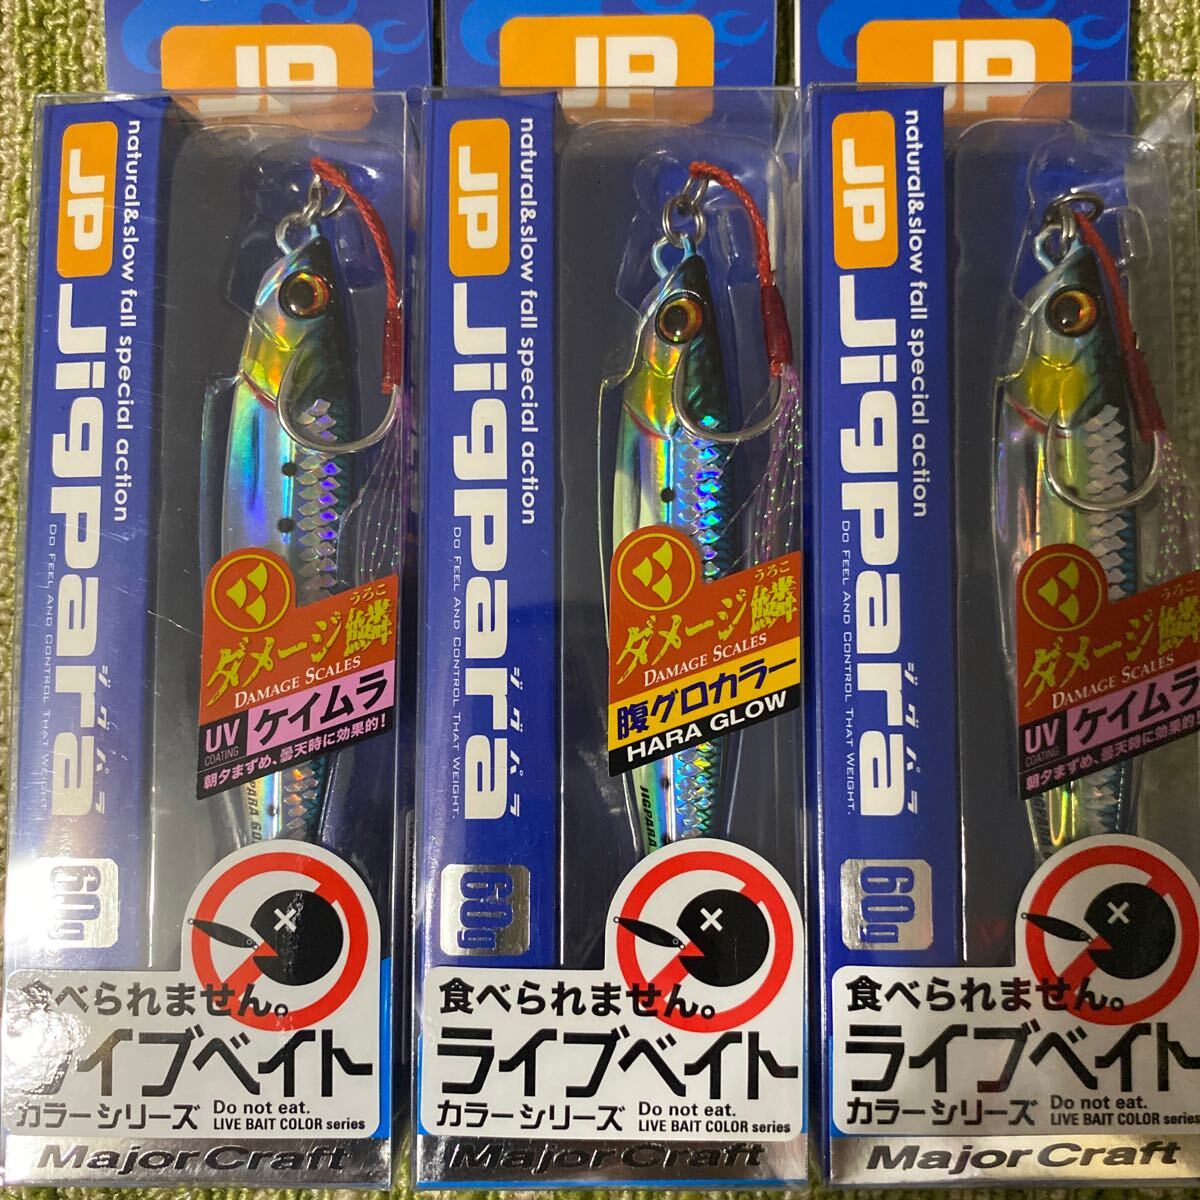 JP
JP
natural&slow fall special action
Jigpara
ジグパラ
DO FEEL AND CONTROL THAT WEIGHT.
60g
うろこ
ダメージ鱗
DAMAGE SCALES
UV
COATING
ケイムラ
朝夕まずめ、曇天時に効果的!
JIGPARA 60
食べられません。
ライブベイト
カラーシリーズ
Do not eat.
LIVE BAIT COLOR series
Major Craft
JP
JP
natural&slow fall special action
Jigpara
ジグパラ
DO FEEL AND CONTROL THAT WEIGHT.
60g
うろこ
ダメージ鱗
DAMAGE SCALES
腹グロカラー
HARA GLOW
JIGPARA
食べられません。
ライブベイト
カラーシリーズ
Do not eat.
LIVE BAIT COLOR series
Major Craft
JP
JP
natural&slow fall special action
Jigpara
ジグパラ
DO FEEL AND CONTROL THAT WEIGHT.
60g
ダメージ鱗
DAMAGE SCALES
UV
COATING
ケイムラ
朝夕まずめ、曇天時に効果的
JIGPARA
食べられません。
ライブベイト
カラーシリーズ
Do not eat.
LIVE BAIT COLOR series
Major Craft